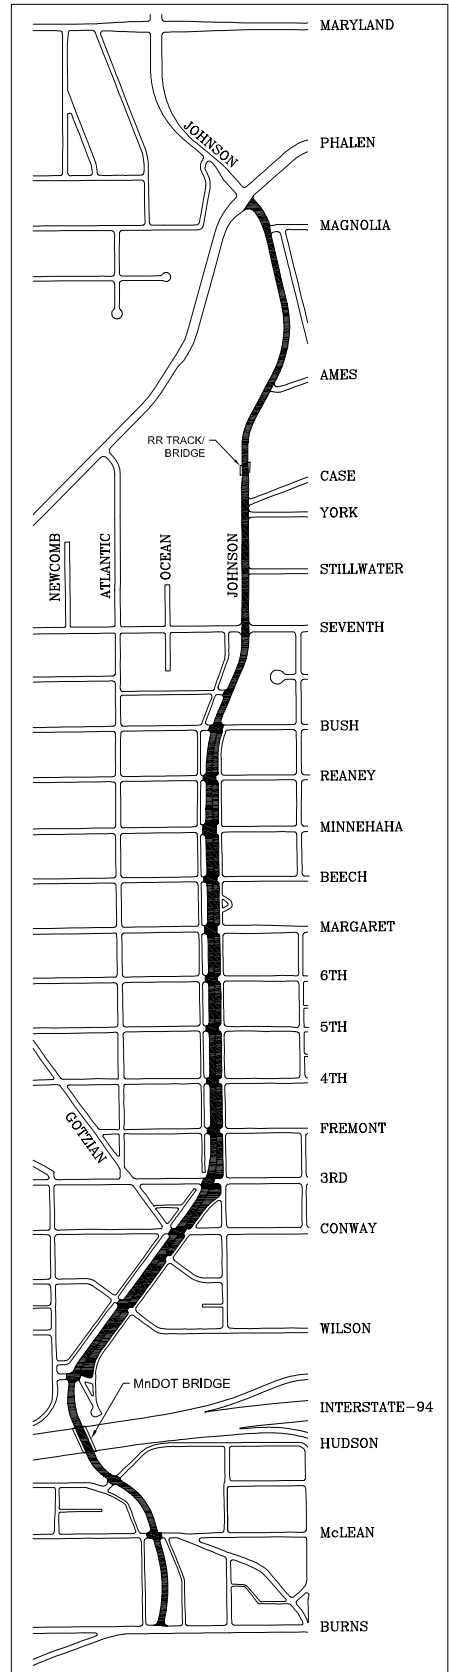 MARYLAND
JOHNSON
PHALEN
MAGNOLIA
AMES
RR TRACK/
BRIDGE
CASE
YORK
NEWCOMB
ATLANTIC
OCEAN
JOHNSON
STILLWATER
SEVENTH
BUSH
REANEY
MINNEHAHA
BEECH
MARGARET
6TH
5TH
4TH
GOTZIAN
FREMONT
3RD
CONWAY
WILSON
MnDOT BRIDGE
INTERSTATE-94
HUDSON
McLEAN
BURNS